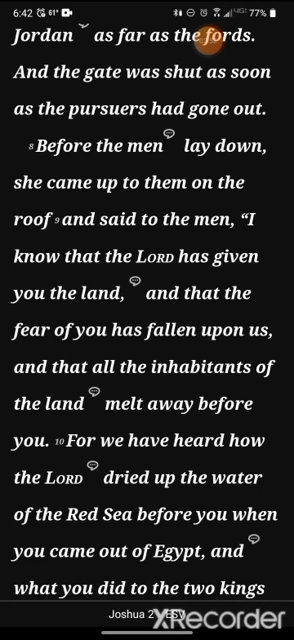 6:42 61° 4G 77%
Jordan as far as the fords.
And the gate was shut as soon
as the pursuers had gone out.
8 Before the men lay down,
she came up to them on the
roof 9 and said to the men, “I
know that the LORD has given
you the land, and that the
fear of you has fallen upon us,
and that all the inhabitants of
the land melt away before
you. 10 For we have heard how
the LORD dried up the water
of the Red Sea before you when
you came out of Egypt, and
what you did to the two kings
Joshua 2 ESV
XRecorder